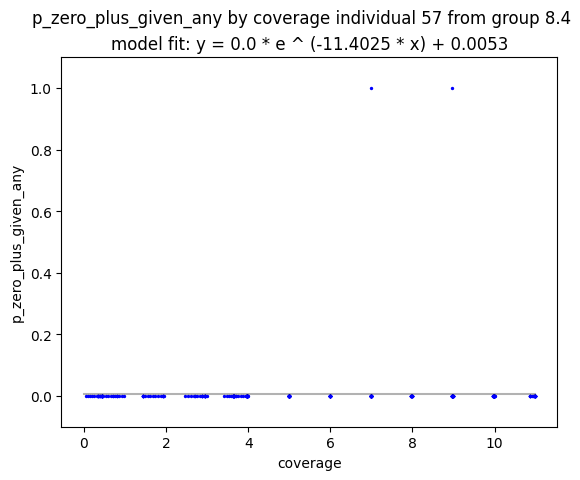 p_zero_plus_given_any by coverage individual 57 from group 8.4
model fit: y = 0.0 * e ^ (-11.4025 * x) + 0.0053
1.0
0.8
0.6
0.4
0.2
0.0
p_zero_plus_given_any
0 2 4 6 8 10
coverage